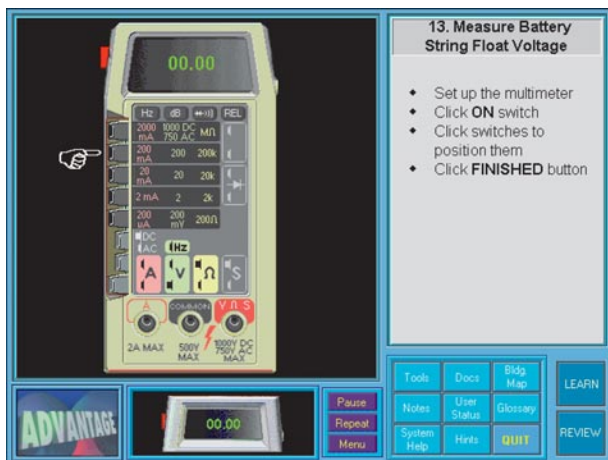 00.00
Hz dB REL
2000 mA 1000 DC 750 AC MΩ
200 mA 200 200k
20 mA 20 20k
2 mA 2 2k
200 µA 200 mV 200Ω
DC
AC (Hz
A V Ω S
A COMMON V Ω S
2A MAX 500V MAX 1000V DC 750V AC MAX
13. Measure Battery
String Float Voltage
Set up the multimeter
Click ON switch
Click switches to
position them
Click FINISHED button
ADVANTAGE
00.00
Pause
Repeat
Menu
Tools Docs Bldg Map
Notes User Status Glossary
System Help Hints QUIT
LEARN
REVIEW